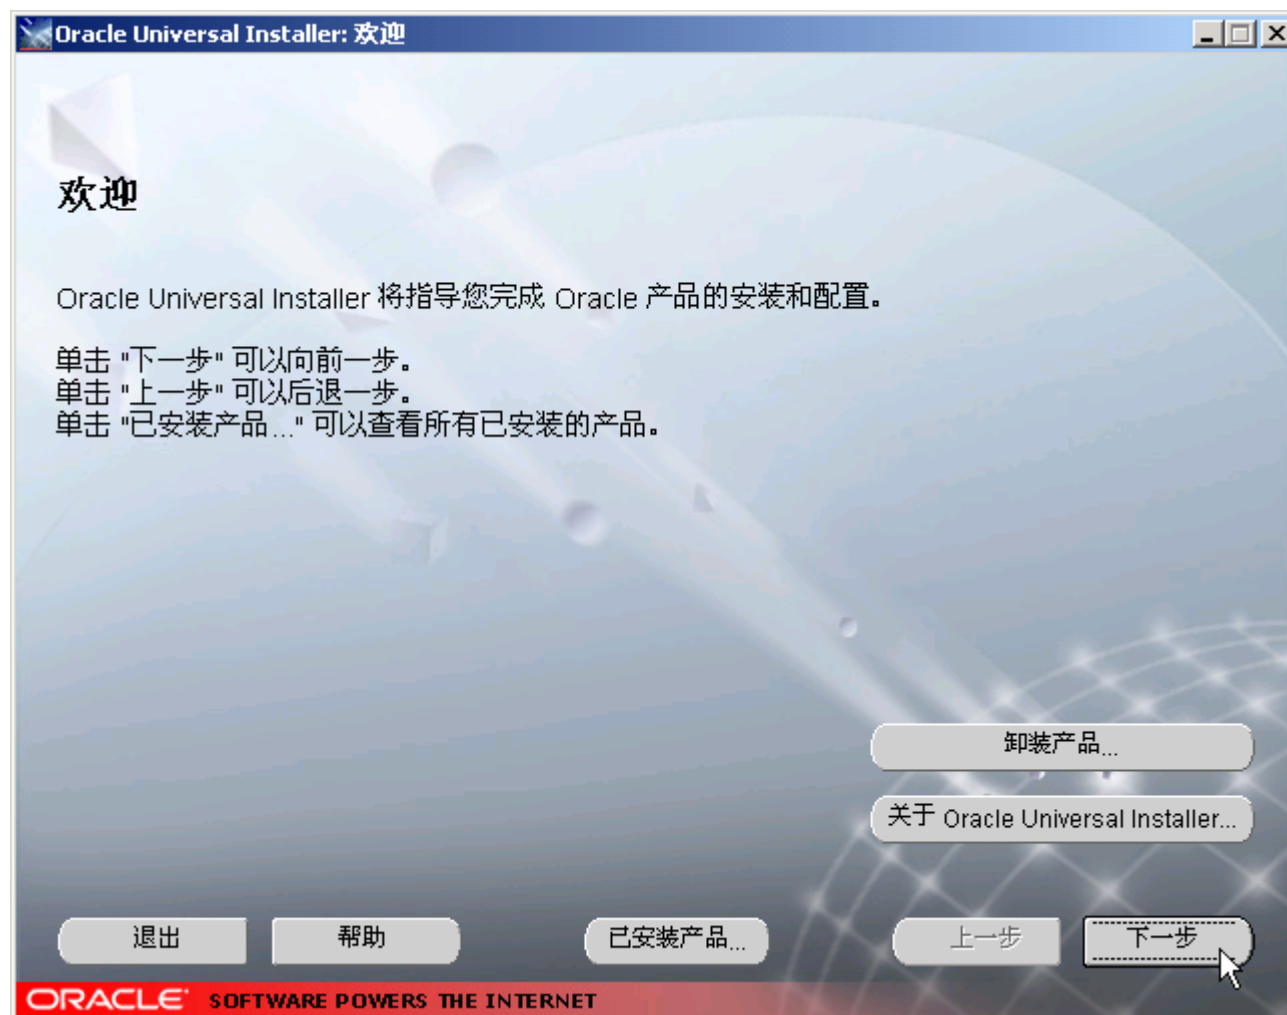 Oracle Universal Installer: 欢迎
欢迎
Oracle Universal Installer 将指导您完成 Oracle 产品的安装和配置。
单击 "下一步" 可以向前一步。
单击 "上一步" 可以后退一步。
单击 "已安装产品..." 可以查看所有已安装的产品。
卸装产品...
关于 Oracle Universal Installer...
退出 帮助 已安装产品... 上一步 下一步
ORACLE SOFTWARE POWERS THE INTERNET